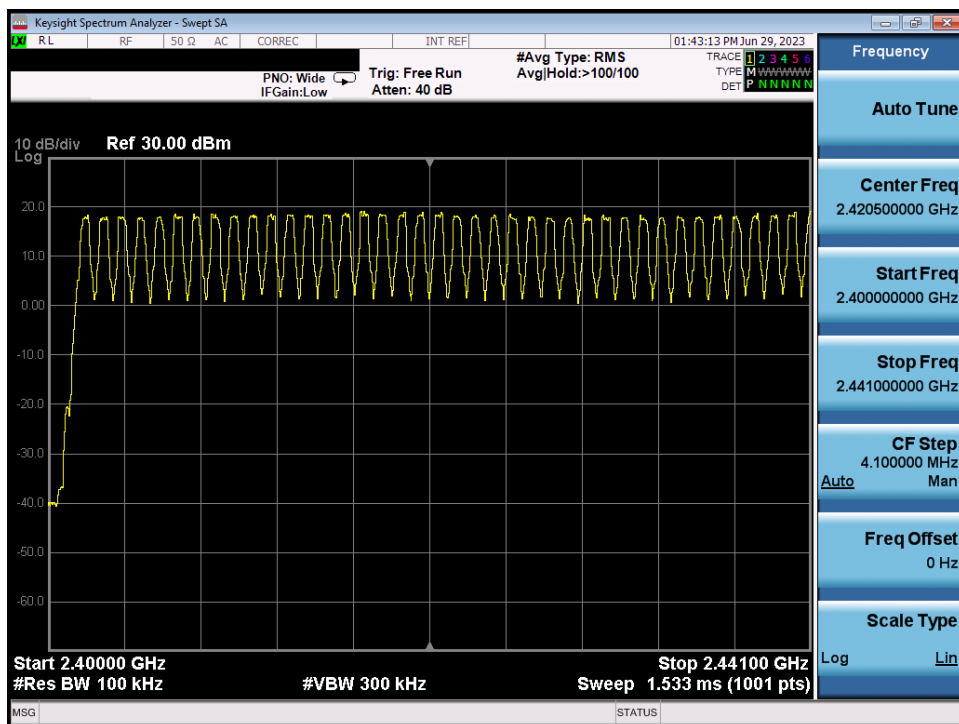 Keysight Spectrum Analyzer - Swept SA
LXI RL RF 50 Ω AC CORREC INT REF 01:43:13 PM Jun 29, 2023
PNO: Wide
IFGain:Low
Trig: Free Run
Atten: 40 dB
#Avg Type: RMS
Avg|Hold:>100/100
TRACE 1 2 3 4 5 6
TYPE M WWWWW
DET P N N N N N
10 dB/div
Log
Ref 30.00 dBm
20.0
10.0
0.00
-10.0
-20.0
-30.0
-40.0
-50.0
-60.0
Start 2.40000 GHz
Stop 2.44100 GHz
#Res BW 100 kHz
#VBW 300 kHz
Sweep 1.533 ms (1001 pts)
MSG
STATUS
Frequency
Auto Tune
Center Freq
2.420500000 GHz
Start Freq
2.400000000 GHz
Stop Freq
2.441000000 GHz
CF Step
4.100000 MHz
Auto Man
Freq Offset
0 Hz
Scale Type
Log Lin